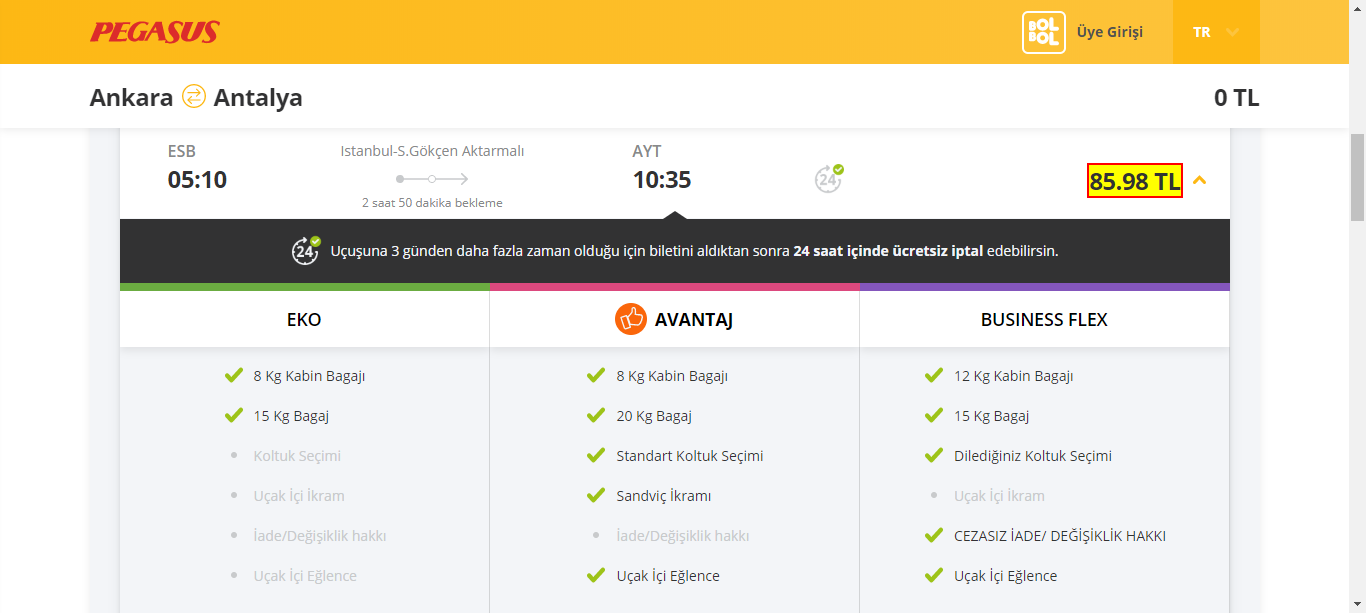 PEGASUS
BOL BOL
Üye Girişi
TR
Ankara Antalya
0 TL
ESB
Istanbul-S.Gökçen Aktarmalı
AYT
05:10
10:35
24
85.98 TL
2 saat 50 dakika bekleme
24 Uçuşuna 3 günden daha fazla zaman olduğu için biletini aldıktan sonra 24 saat içinde ücretsiz iptal edebilirsin.
EKO
8 Kg Kabin Bagajı
15 Kg Bagaj
Koltuk Seçimi
Uçak İçi İkram
İade/Değişiklik hakkı
Uçak İçi Eğlence
AVANTAJ
8 Kg Kabin Bagajı
20 Kg Bagaj
Standart Koltuk Seçimi
Sandviç İkramı
İade/Değişiklik hakkı
Uçak İçi Eğlence
BUSINESS FLEX
12 Kg Kabin Bagajı
15 Kg Bagaj
Dilediğiniz Koltuk Seçimi
Uçak İçi İkram
CEZASIZ İADE/ DEĞİŞİKLİK HAKKI
Uçak İçi Eğlence